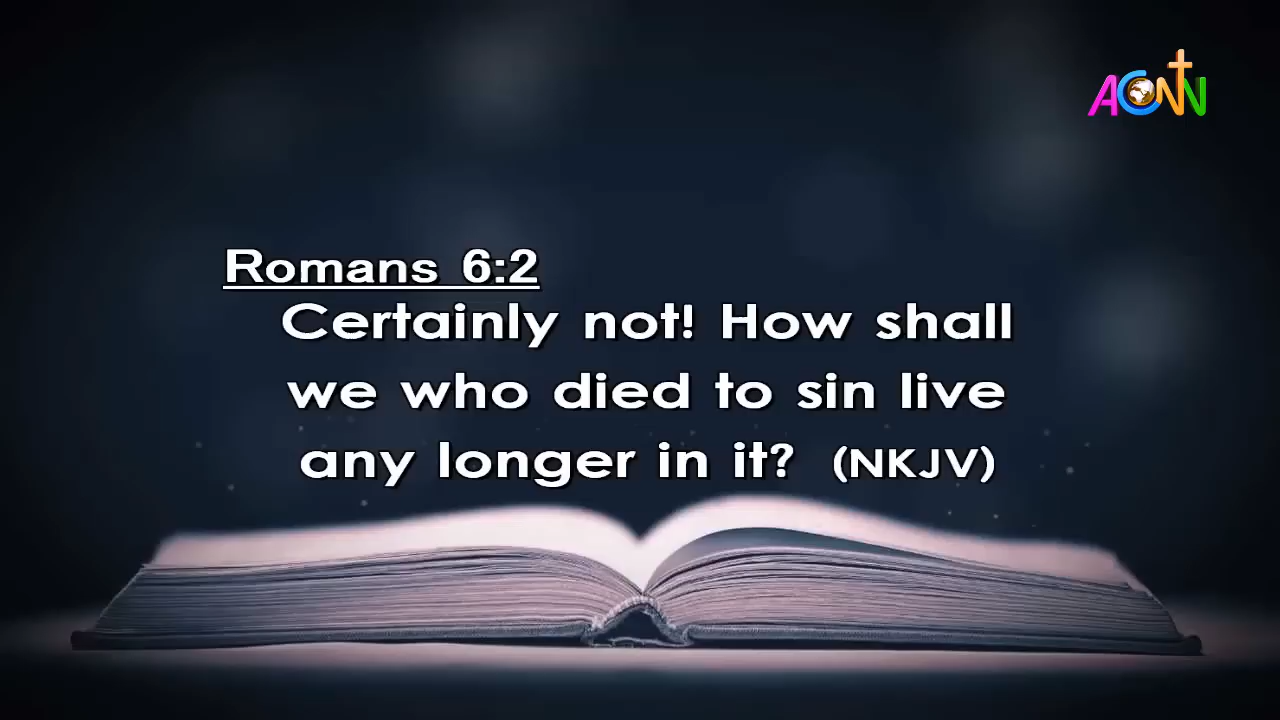 ACNN
Romans 6:2
Certainly not! How shall
we who died to sin live
any longer in it? (NKJV)